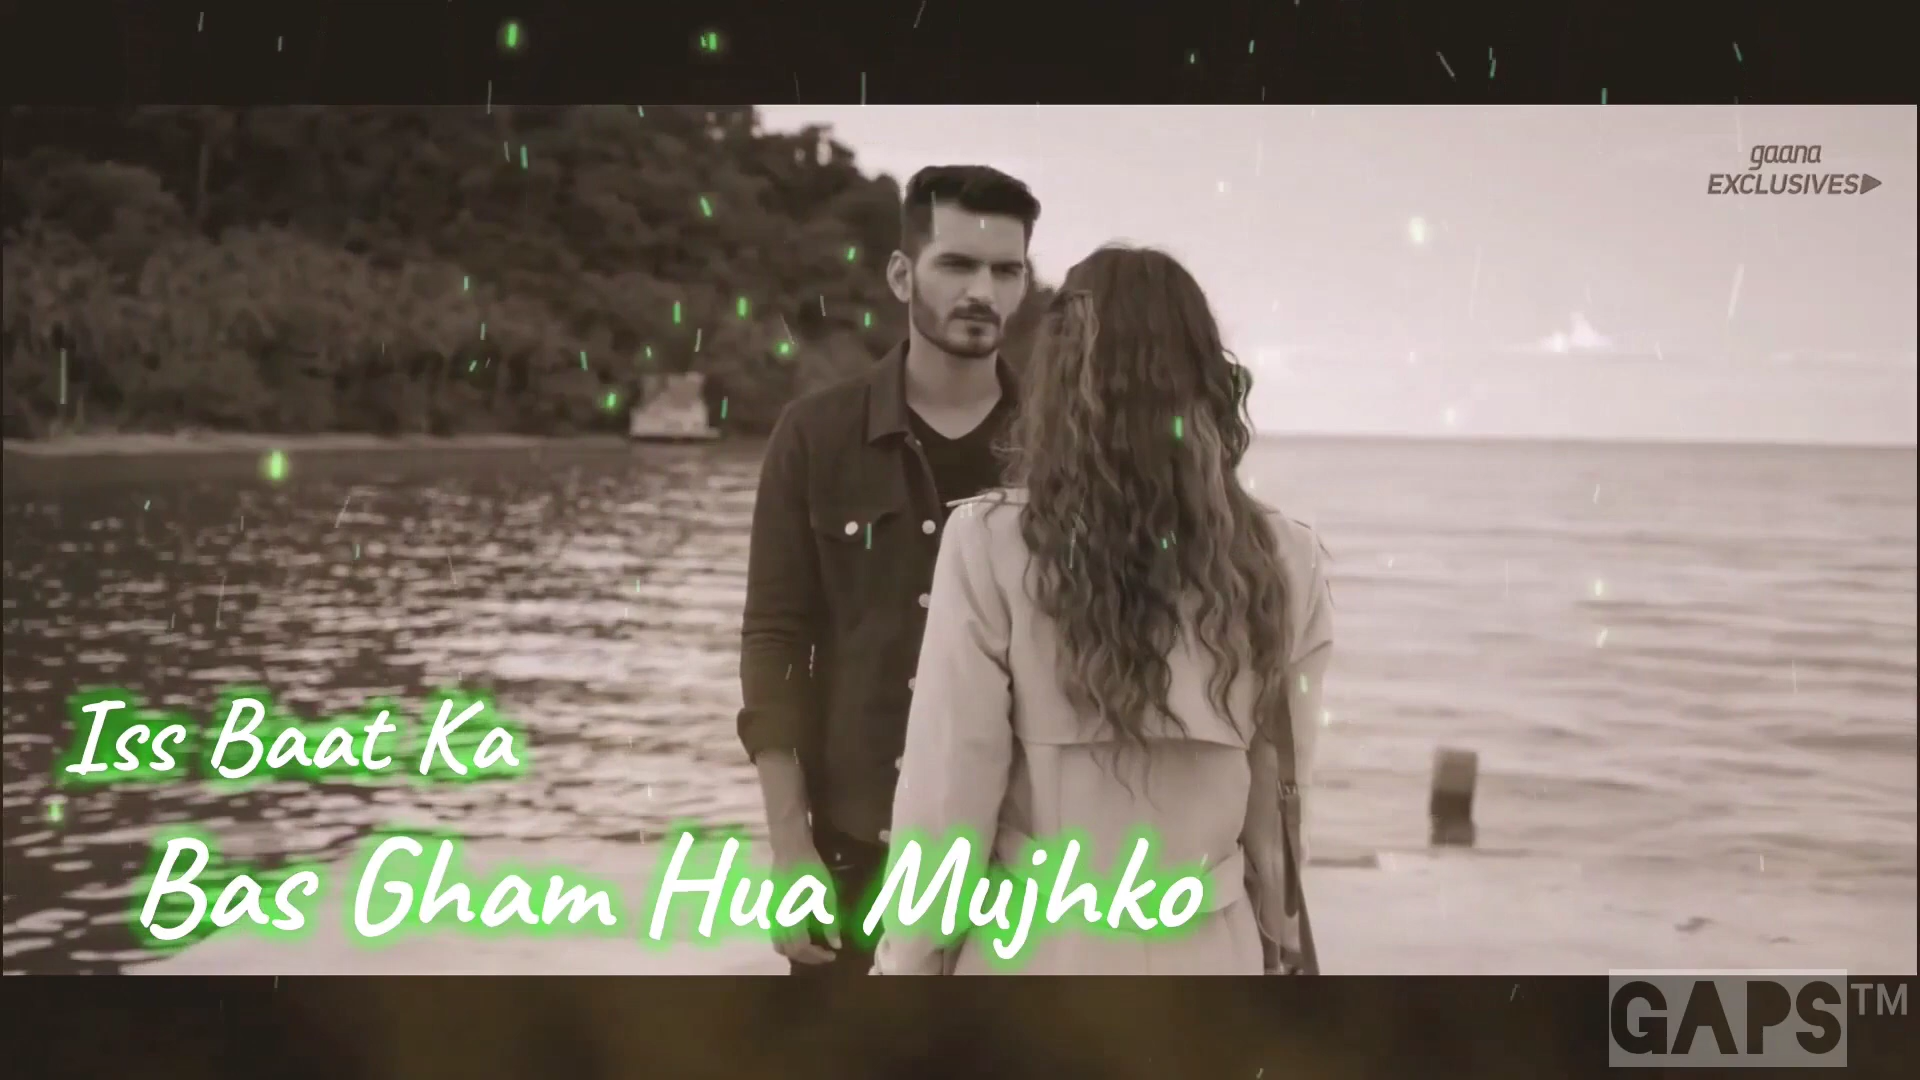 gaana
EXCLUSIVES
Iss Baat Ka
Bas Gham Hua Mujhko
GAPS™